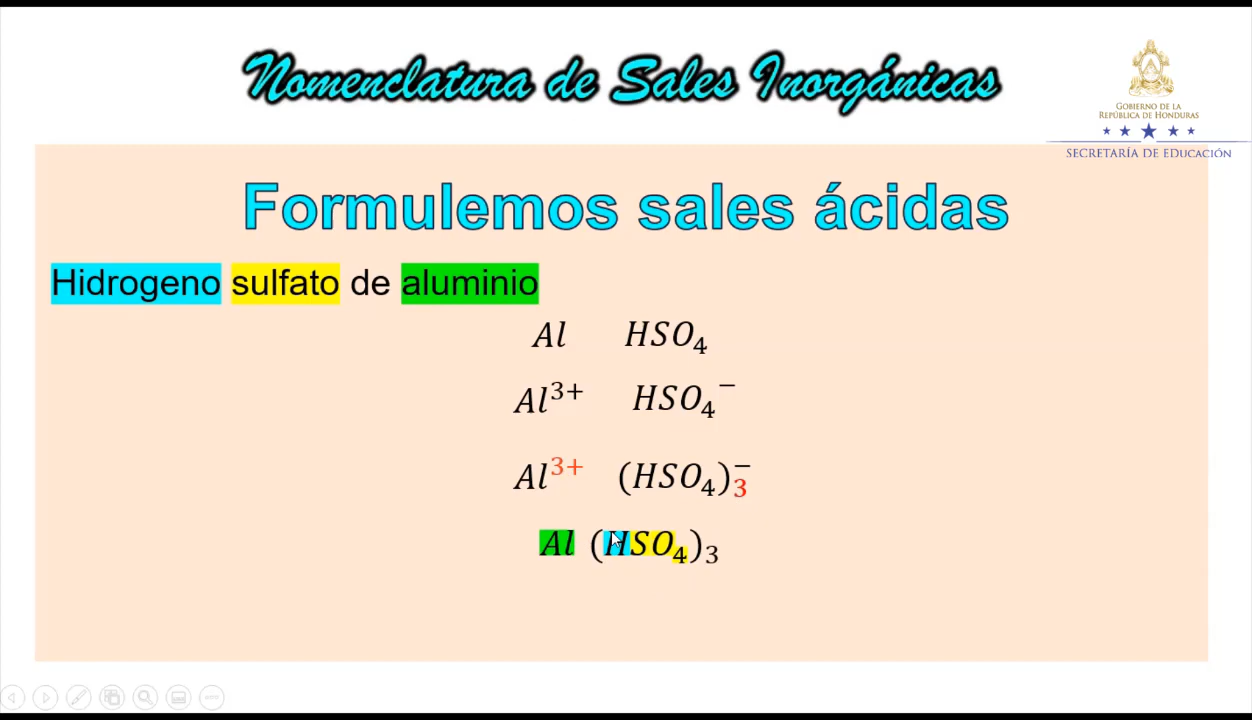 Nomenclatura de Sales Inorgánicas
GOBIERNO DE LA
REPÚBLICA DE HONDURAS
SECRETARÍA DE EDUCACIÓN
Formulemos sales ácidas
Hidrogeno sulfato de aluminio
Al HSO₄
Al³⁺ HSO₄⁻
Al³⁺ (HSO₄)₃⁻
Al (HSO₄)₃